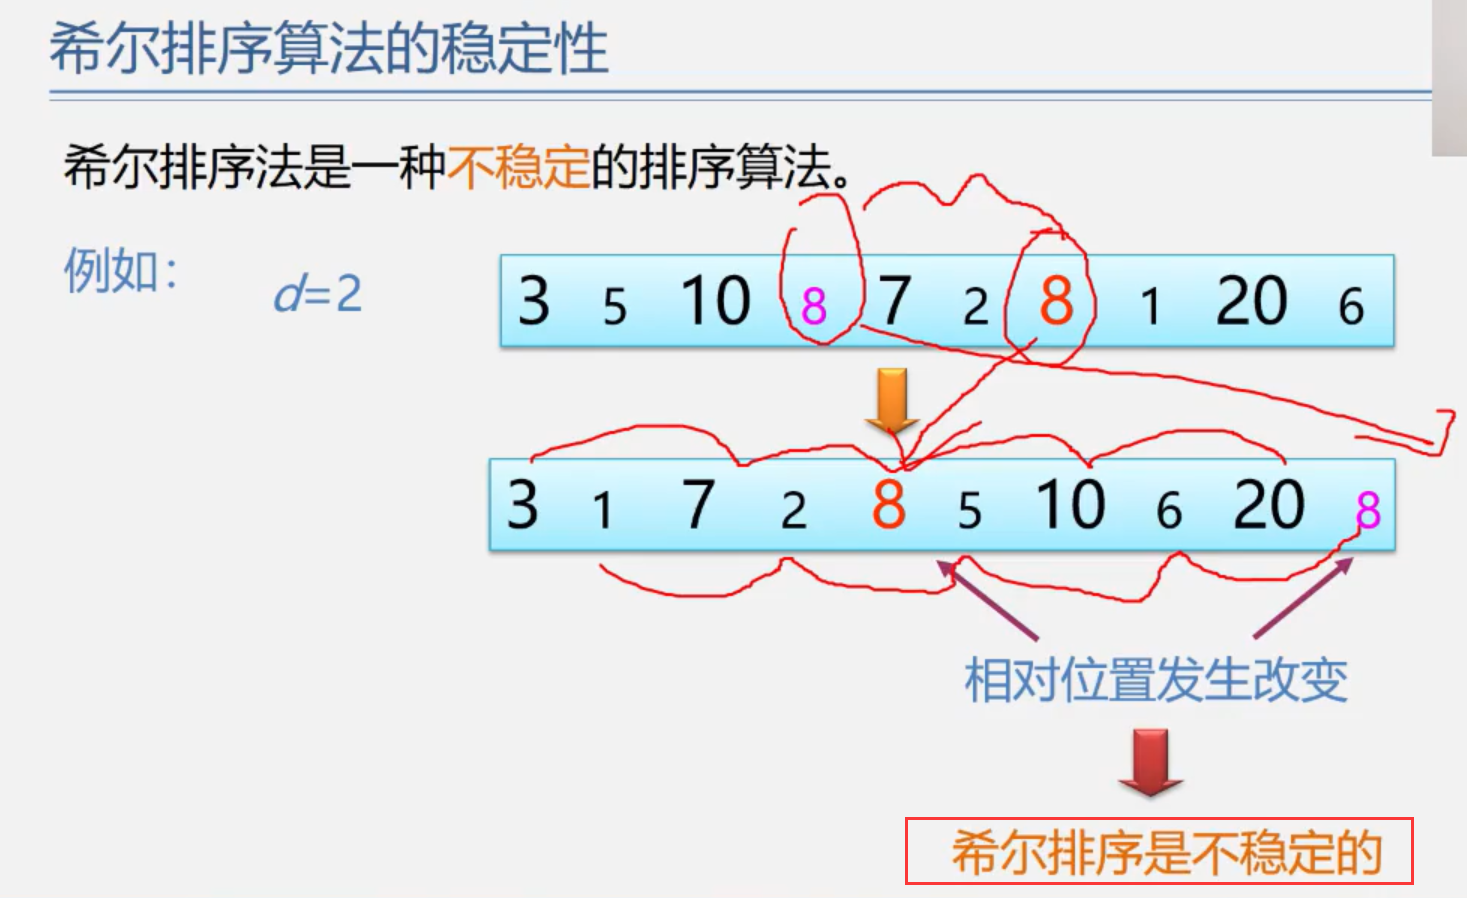 希尔排序算法的稳定性
希尔排序法是一种不稳定的排序算法。
例如：
d=2
3 5 10 8 7 2 8 1 20 6
3 1 7 2 8 5 10 6 20 8
相对位置发生改变
希尔排序是不稳定的